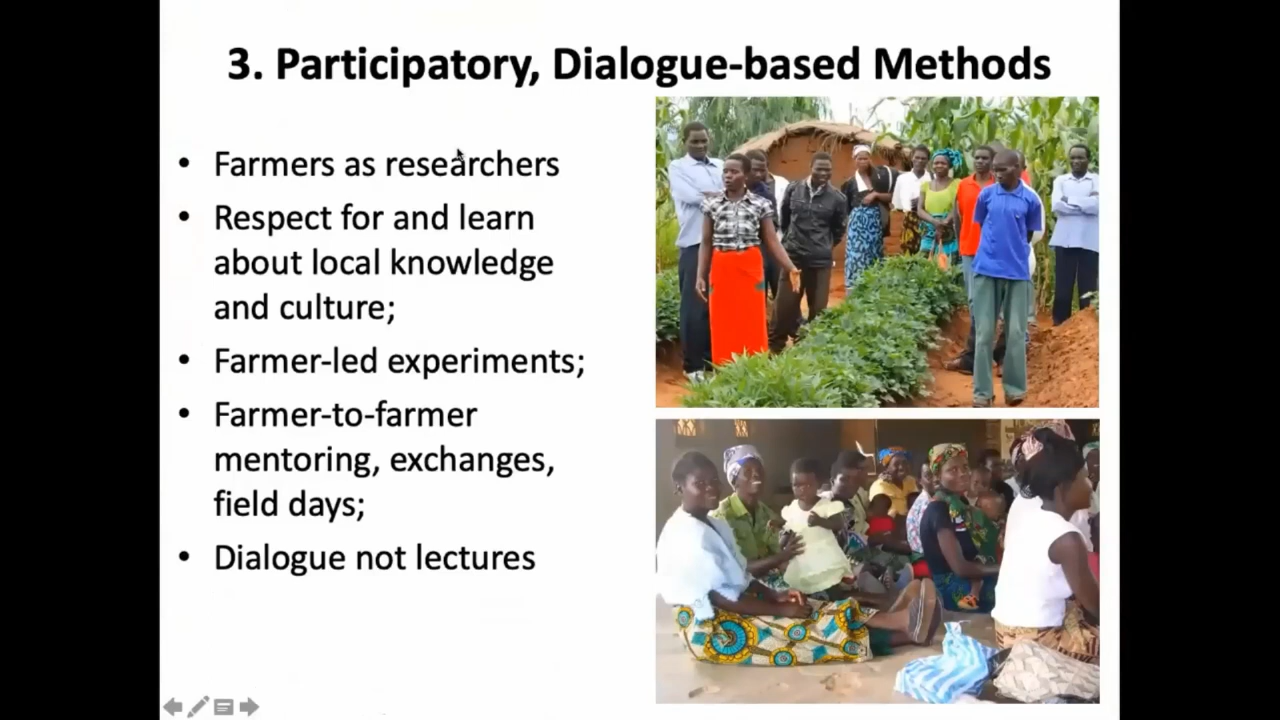 3. Participatory, Dialogue-based Methods
• Farmers as researchers
• Respect for and learn
about local knowledge
and culture;
• Farmer-led experiments;
• Farmer-to-farmer
mentoring, exchanges,
field days;
• Dialogue not lectures